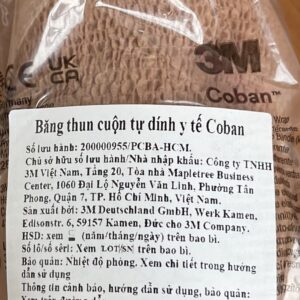 3M
CE UK
CA
Coban™
Germany
Băng thun cuộn tự dính y tế Coban
Số lưu hành: 200000955/PCBA-HCM.
Chủ sở hữu số lưu hành/Nhà nhập khẩu: Công ty TNHH
3M Việt Nam, Tầng 20, Tòa nhà Mapletree Business
Center, 1060 Đại Lộ Nguyễn Văn Linh, Phường Tân
Phong, Quận 7, TP. Hồ Chí Minh, Việt Nam.
Sản xuất bởi: 3M Deutschland GmbH, Werk Kamen,
Edisonstr. 6, 59157 Kamen, Đức cho 3M Company.
HSD: xem (năm/tháng/ngày) trên bao bì.
Số lô/số sêri: Xem LOT/SN trên bao bì.
Bảo quản: Nhiệt độ phòng. Xem chi tiết trong hướng
dẫn sử dụng
Thông tin cảnh báo, hướng dẫn sử dụng, bảo quản: